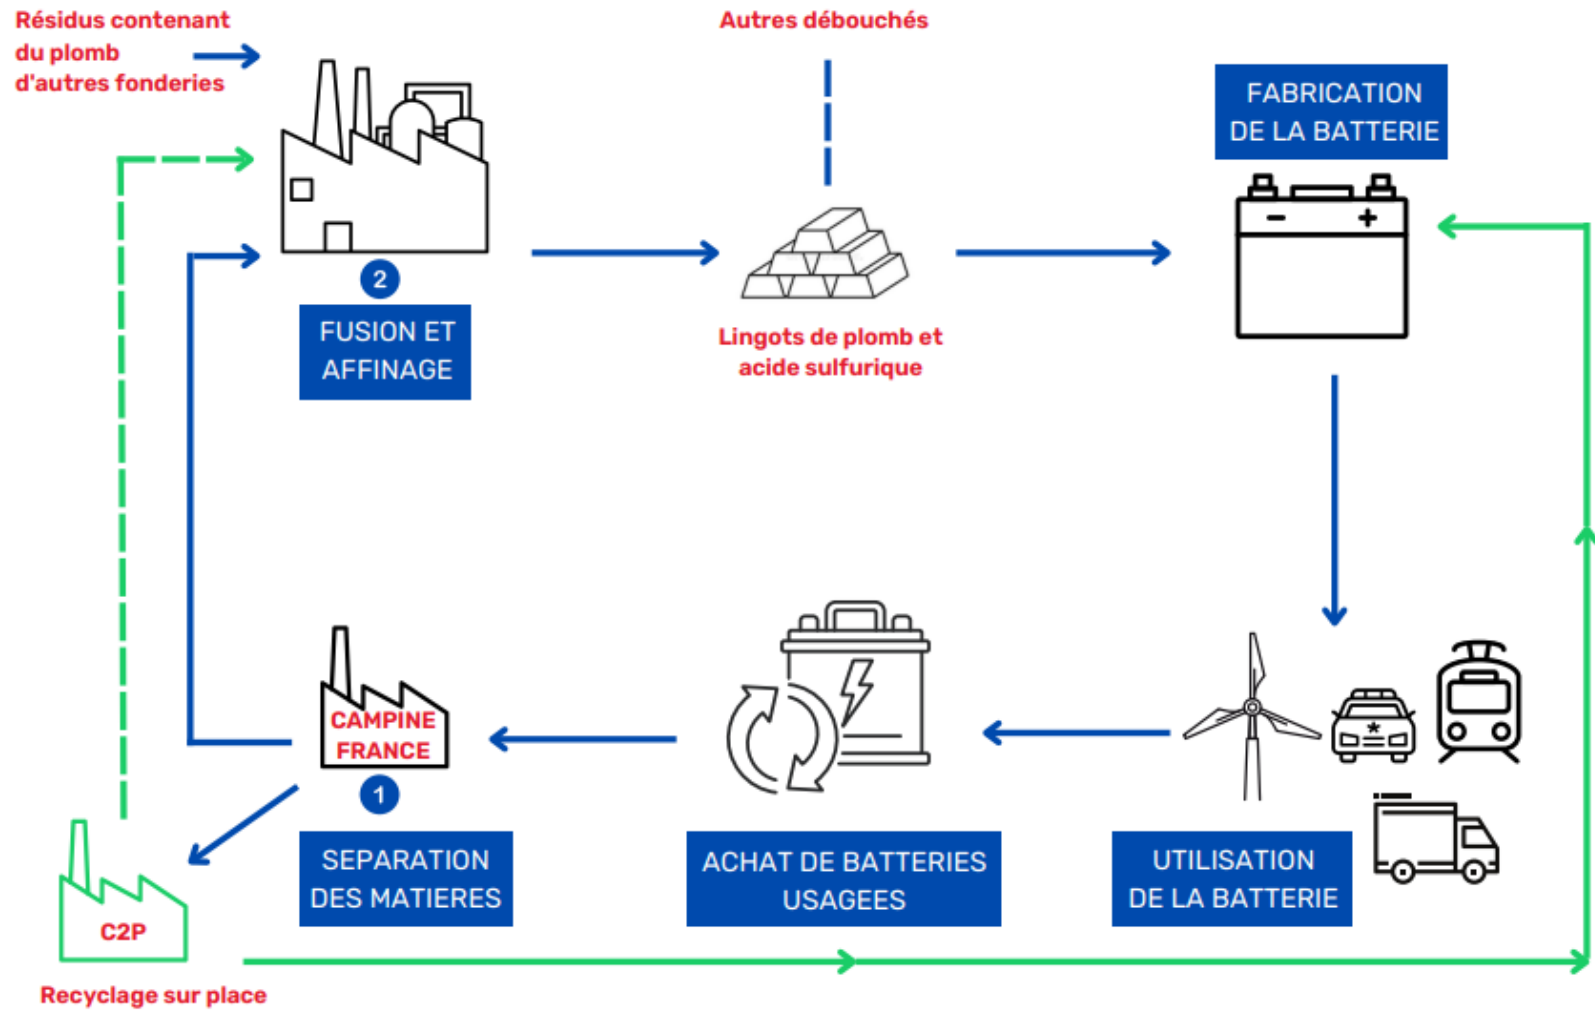 Résidus contenant
du plomb
d'autres fonderies
Autres débouchés
FABRICATION
DE LA BATTERIE
- +
2
FUSION ET
AFFINAGE
Lingots de plomb et
acide sulfurique
CAMPINE
FRANCE
1
SEPARATION
DES MATIERES
ACHAT DE BATTERIES
USAGEES
UTILISATION
DE LA BATTERIE
C2P
Recyclage sur place